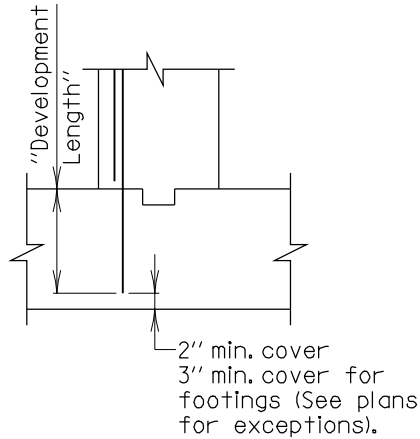 "Development
Length"
2" min. cover
3" min. cover for
footings (See plans
for exceptions).